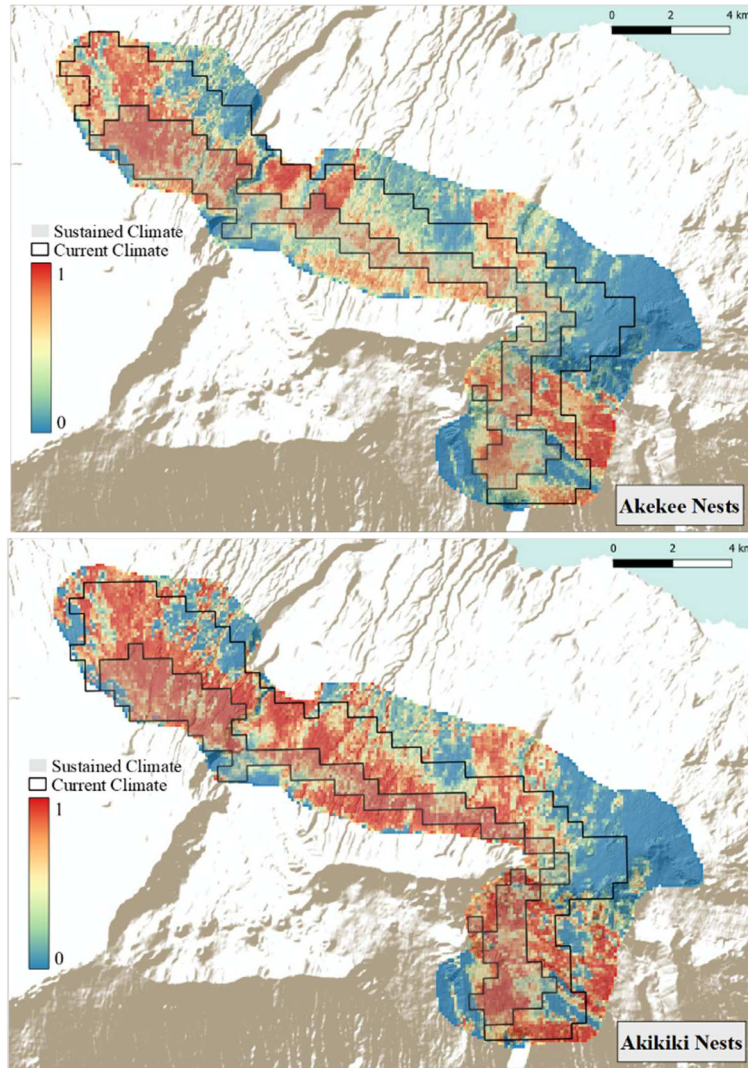 0 2 4 km
Sustained Climate
Current Climate
1
0
Akekee Nests
0 2 4 km
Sustained Climate
Current Climate
1
0
Akikiki Nests